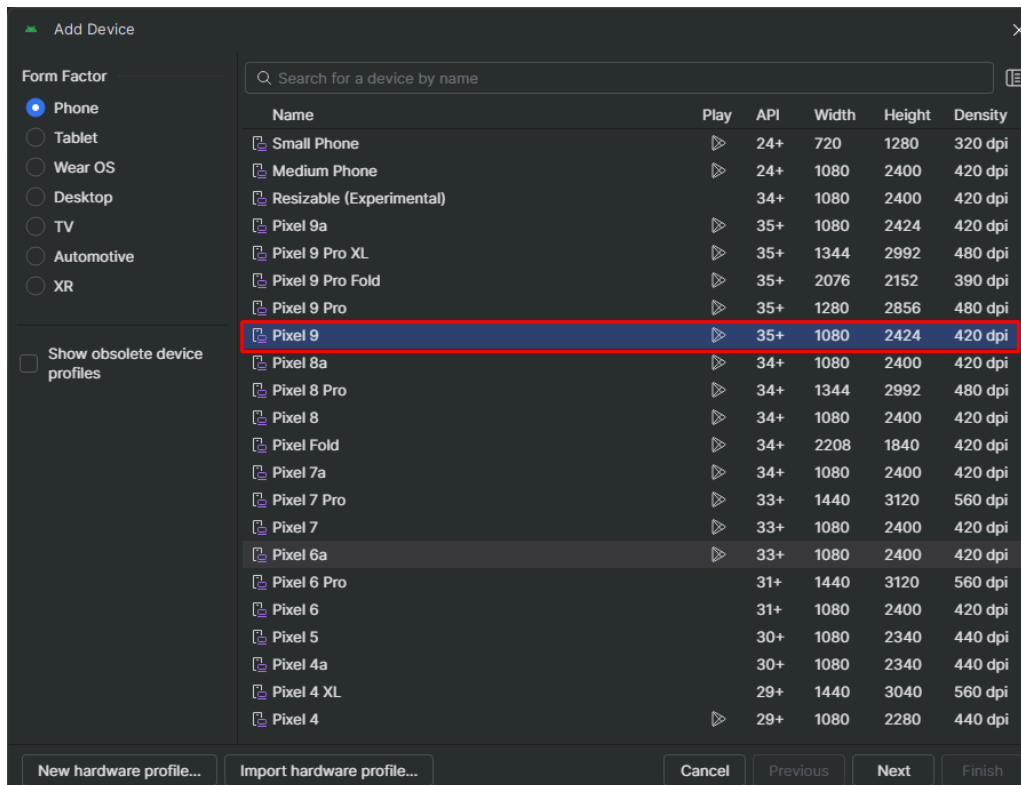 Add Device
Form Factor
Phone
Tablet
Wear OS
Desktop
TV
Automotive
XR
Show obsolete device
profiles
Search for a device by name
Name Play API Width Height Density
Small Phone 24+ 720 1280 320 dpi
Medium Phone 24+ 1080 2400 420 dpi
Resizable (Experimental) 34+ 1080 2400 420 dpi
Pixel 9a 35+ 1080 2424 420 dpi
Pixel 9 Pro XL 35+ 1344 2992 480 dpi
Pixel 9 Pro Fold 35+ 2076 2152 390 dpi
Pixel 9 Pro 35+ 1280 2856 480 dpi
Pixel 9 35+ 1080 2424 420 dpi
Pixel 8a 34+ 1080 2400 420 dpi
Pixel 8 Pro 34+ 1344 2992 480 dpi
Pixel 8 34+ 1080 2400 420 dpi
Pixel Fold 34+ 2208 1840 420 dpi
Pixel 7a 34+ 1080 2400 420 dpi
Pixel 7 Pro 33+ 1440 3120 560 dpi
Pixel 7 33+ 1080 2400 420 dpi
Pixel 6a 33+ 1080 2400 420 dpi
Pixel 6 Pro 31+ 1440 3120 560 dpi
Pixel 6 31+ 1080 2400 420 dpi
Pixel 5 30+ 1080 2340 440 dpi
Pixel 4a 30+ 1080 2340 440 dpi
Pixel 4 XL 29+ 1440 3040 560 dpi
Pixel 4 29+ 1080 2280 440 dpi
New hardware profile... Import hardware profile... Cancel Previous Next Finish